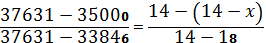 37631−35000 / 37631−33846 = 14−(14−x) / 14−18